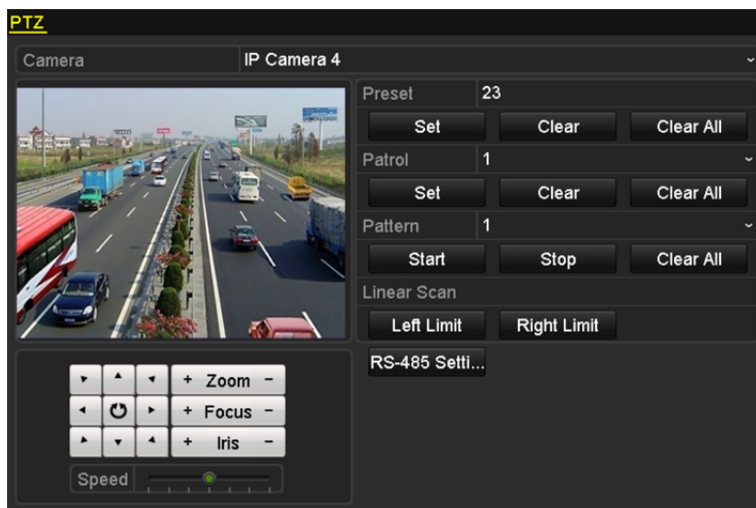 PTZ
Camera IP Camera 4
Preset 23
Set Clear Clear All
Patrol 1
Set Clear Clear All
Pattern 1
Start Stop Clear All
Linear Scan
Left Limit Right Limit
RS-485 Setti...
+ Zoom -
+ Focus -
+ Iris -
Speed